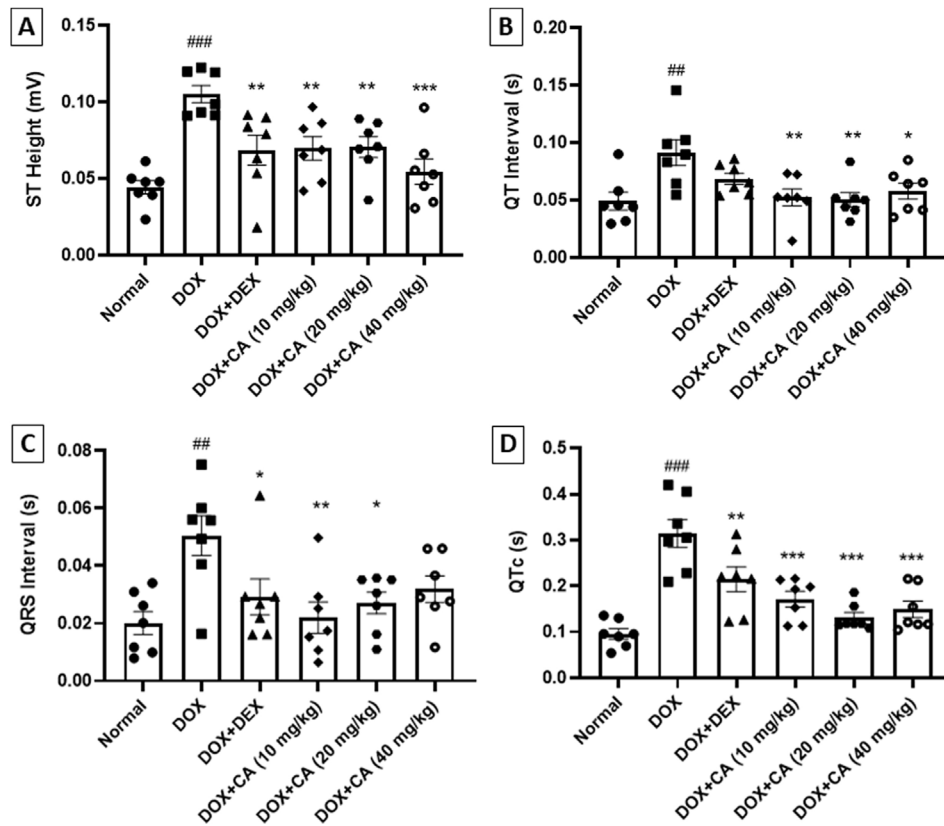 A
ST Height (mV)
0.15
0.10
0.05
0.00
###
**
**
**
***
Normal
DOX
DOX+DEX
DOX+CA (10 mg/kg)
DOX+CA (20 mg/kg)
DOX+CA (40 mg/kg)
B
QT Intervval (s)
0.20
0.15
0.10
0.05
0.00
##
**
**
*
Normal
DOX
DOX+DEX
DOX+CA (10 mg/kg)
DOX+CA (20 mg/kg)
DOX+CA (40 mg/kg)
C
QRS Interval (s)
0.08
0.06
0.04
0.02
0.00
##
*
**
*
Normal
DOX
DOX+DEX
DOX+CA (10 mg/kg)
DOX+CA (20 mg/kg)
DOX+CA (40 mg/kg)
D
QTc (s)
0.5
0.4
0.3
0.2
0.1
0.0
###
**
***
***
***
Normal
DOX
DOX+DEX
DOX+CA (10 mg/kg)
DOX+CA (20 mg/kg)
DOX+CA (40 mg/kg)